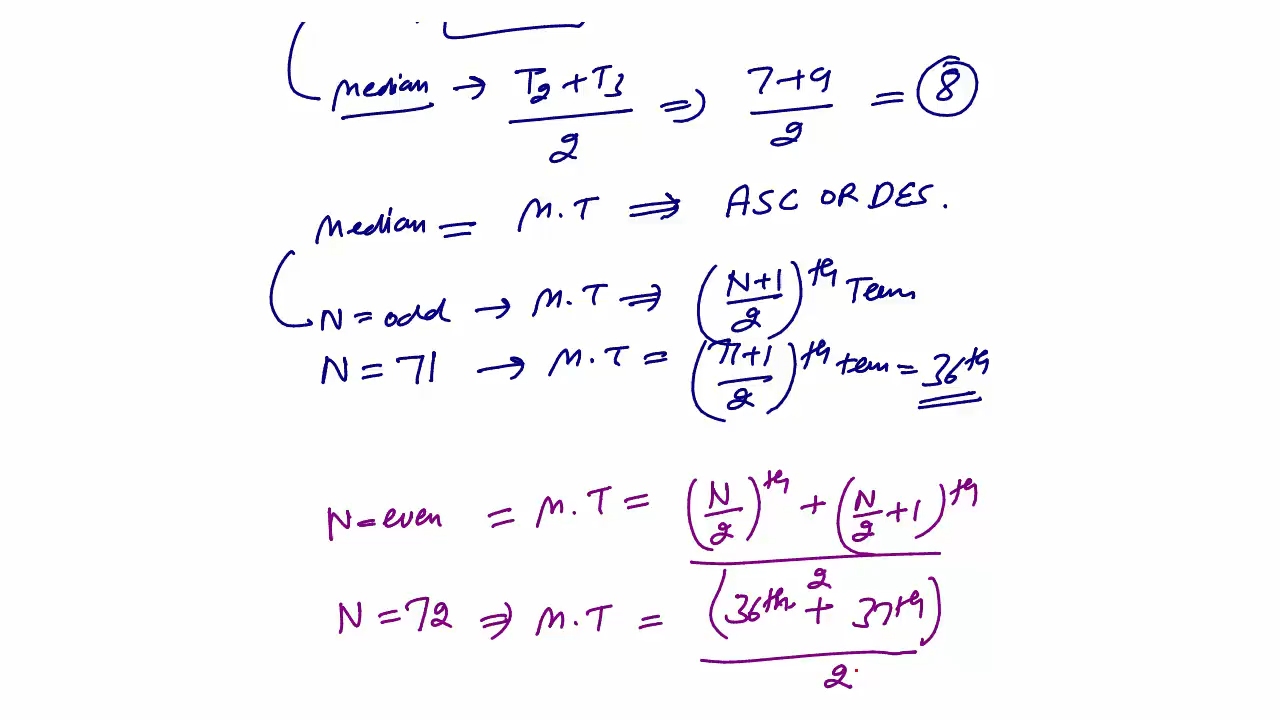 median → (T₂ + T₃)/2 ⇒ (7+9)/2 = 8
Median = M.T ⇒ ASC OR DES.
N = odd → M.T ⇒ ((N+1)/2)th Term
N = 71 → M.T = ((71+1)/2)th term = 36th
N = even = M.T = ((N/2)th + (N/2 + 1)th)/2
N = 72 ⇒ M.T = (36th + 37th)/2